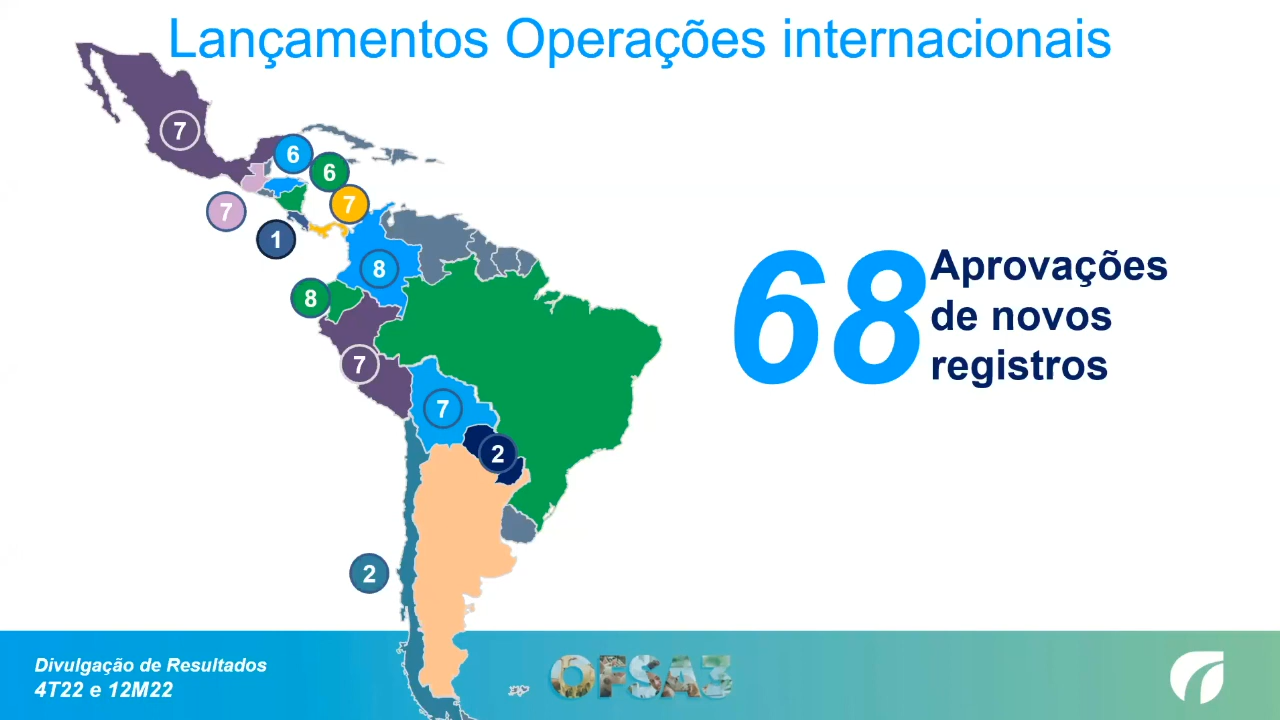 Lançamentos Operações internacionais
7
6
6
7
7
1
8
8
7
7
2
2
68
Aprovações
de novos
registros
Divulgação de Resultados
4T22 e 12M22
OFSA3